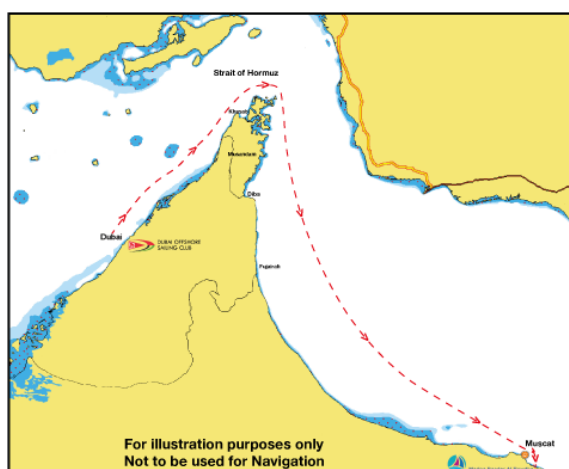 Strait of Hormuz
Khasab
Musandam
Diba
Dubai
DUBAI OFFSHORE
SAILING CLUB
Fujairah
Muscat
For illustration purposes only
Not to be used for Navigation